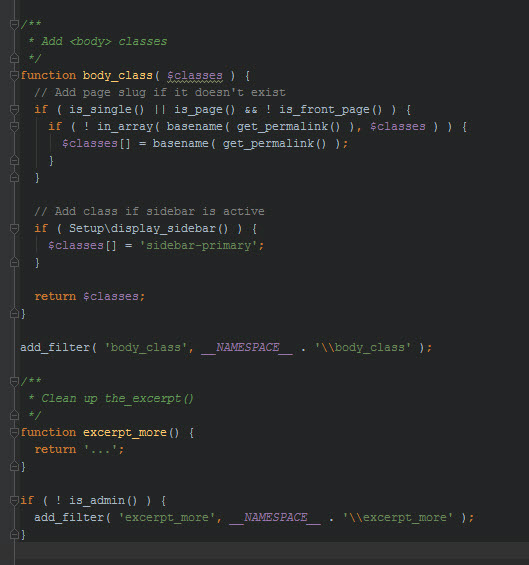 /**
 * Add <body> classes
 */
function body_class( $classes ) {
  // Add page slug if it doesn't exist
  if ( is_single() || is_page() && ! is_front_page() ) {
    if ( ! in_array( basename( get_permalink() ), $classes ) ) {
      $classes[] = basename( get_permalink() );
    }
  }

  // Add class if sidebar is active
  if ( Setup\display_sidebar() ) {
    $classes[] = 'sidebar-primary';
  }

  return $classes;
}

add_filter( 'body_class', __NAMESPACE__ . '\\body_class' );

/**
 * Clean up the_excerpt()
 */
function excerpt_more() {
  return '...';
}

if ( ! is_admin() ) {
  add_filter( 'excerpt_more', __NAMESPACE__ . '\\excerpt_more' );
}